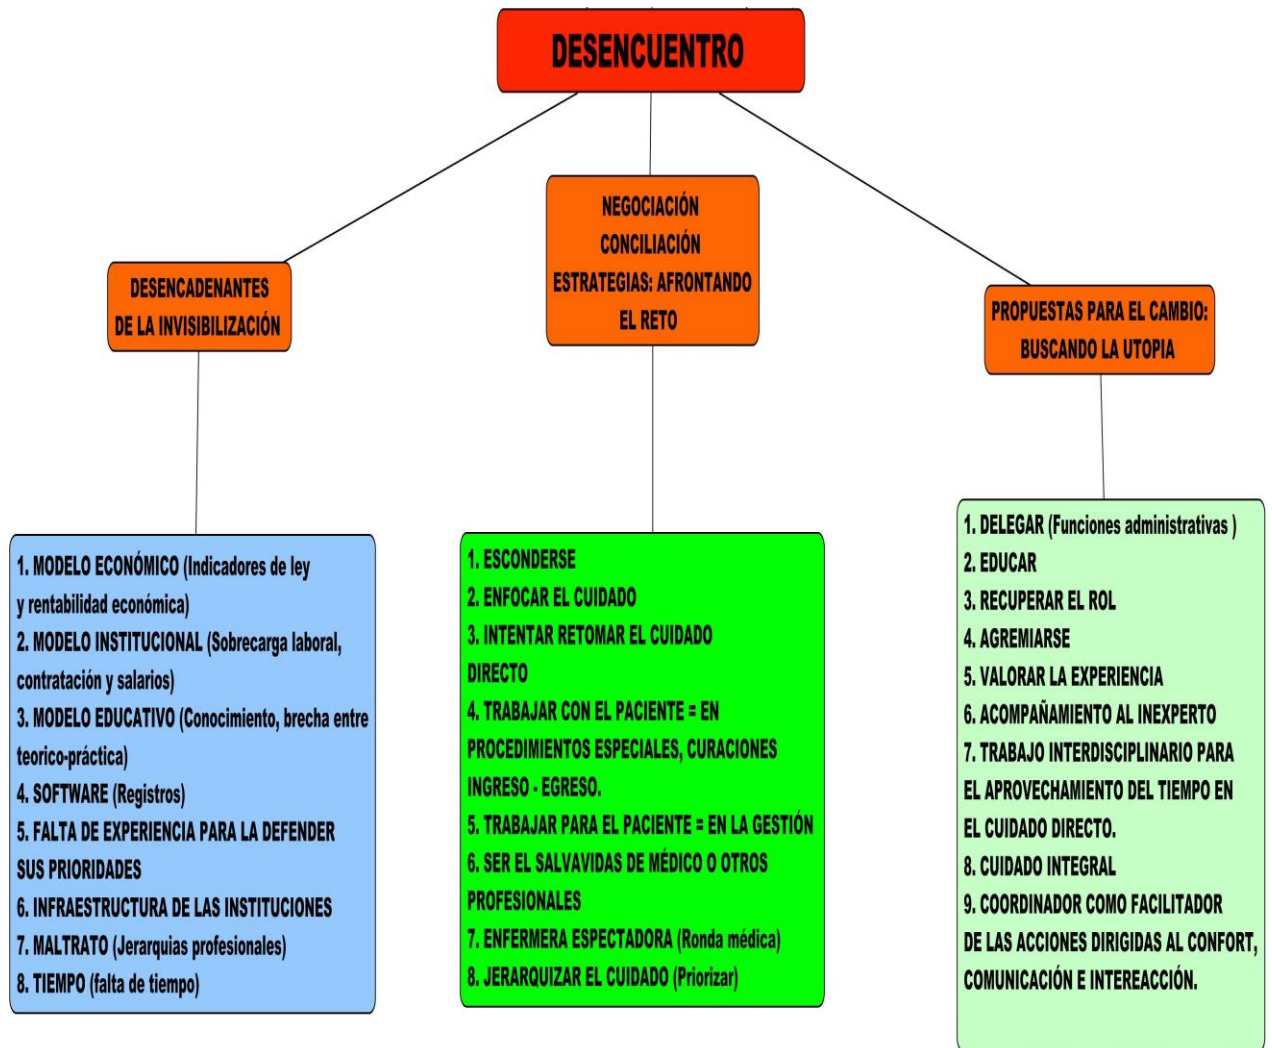 DESENCUENTRO
NEGOCIACIÓN
CONCILIACIÓN
ESTRATEGIAS: AFRONTANDO
EL RETO
DESENCADENANTES
DE LA INVISIBILIZACIÓN
PROPUESTAS PARA EL CAMBIO:
BUSCANDO LA UTOPIA
1. MODELO ECONÓMICO (Indicadores de ley
y rentabilidad económica)
2. MODELO INSTITUCIONAL (Sobrecarga laboral,
contratación y salarios)
3. MODELO EDUCATIVO (Conocimiento, brecha entre
teorico-práctica)
4. SOFTWARE (Registros)
5. FALTA DE EXPERIENCIA PARA LA DEFENDER
SUS PRIORIDADES
6. INFRAESTRUCTURA DE LAS INSTITUCIONES
7. MALTRATO (Jerarquias profesionales)
8. TIEMPO (falta de tiempo)
1. ESCONDERSE
2. ENFOCAR EL CUIDADO
3. INTENTAR RETOMAR EL CUIDADO
DIRECTO
4. TRABAJAR CON EL PACIENTE = EN
PROCEDIMIENTOS ESPECIALES, CURACIONES
INGRESO - EGRESO.
5. TRABAJAR PARA EL PACIENTE = EN LA GESTIÓN
6. SER EL SALVAVIDAS DE MÉDICO O OTROS
PROFESIONALES
7. ENFERMERA ESPECTADORA (Ronda médica)
8. JERARQUIZAR EL CUIDADO (Priorizar)
1. DELEGAR (Funciones administrativas )
2. EDUCAR
3. RECUPERAR EL ROL
4. AGREMIARSE
5. VALORAR LA EXPERIENCIA
6. ACOMPAÑAMIENTO AL INEXPERTO
7. TRABAJO INTERDISCIPLINARIO PARA
EL APROVECHAMIENTO DEL TIEMPO EN
EL CUIDADO DIRECTO.
8. CUIDADO INTEGRAL
9. COORDINADOR COMO FACILITADOR
DE LAS ACCIONES DIRIGIDAS AL CONFORT,
COMUNICACIÓN E INTEREACCIÓN.